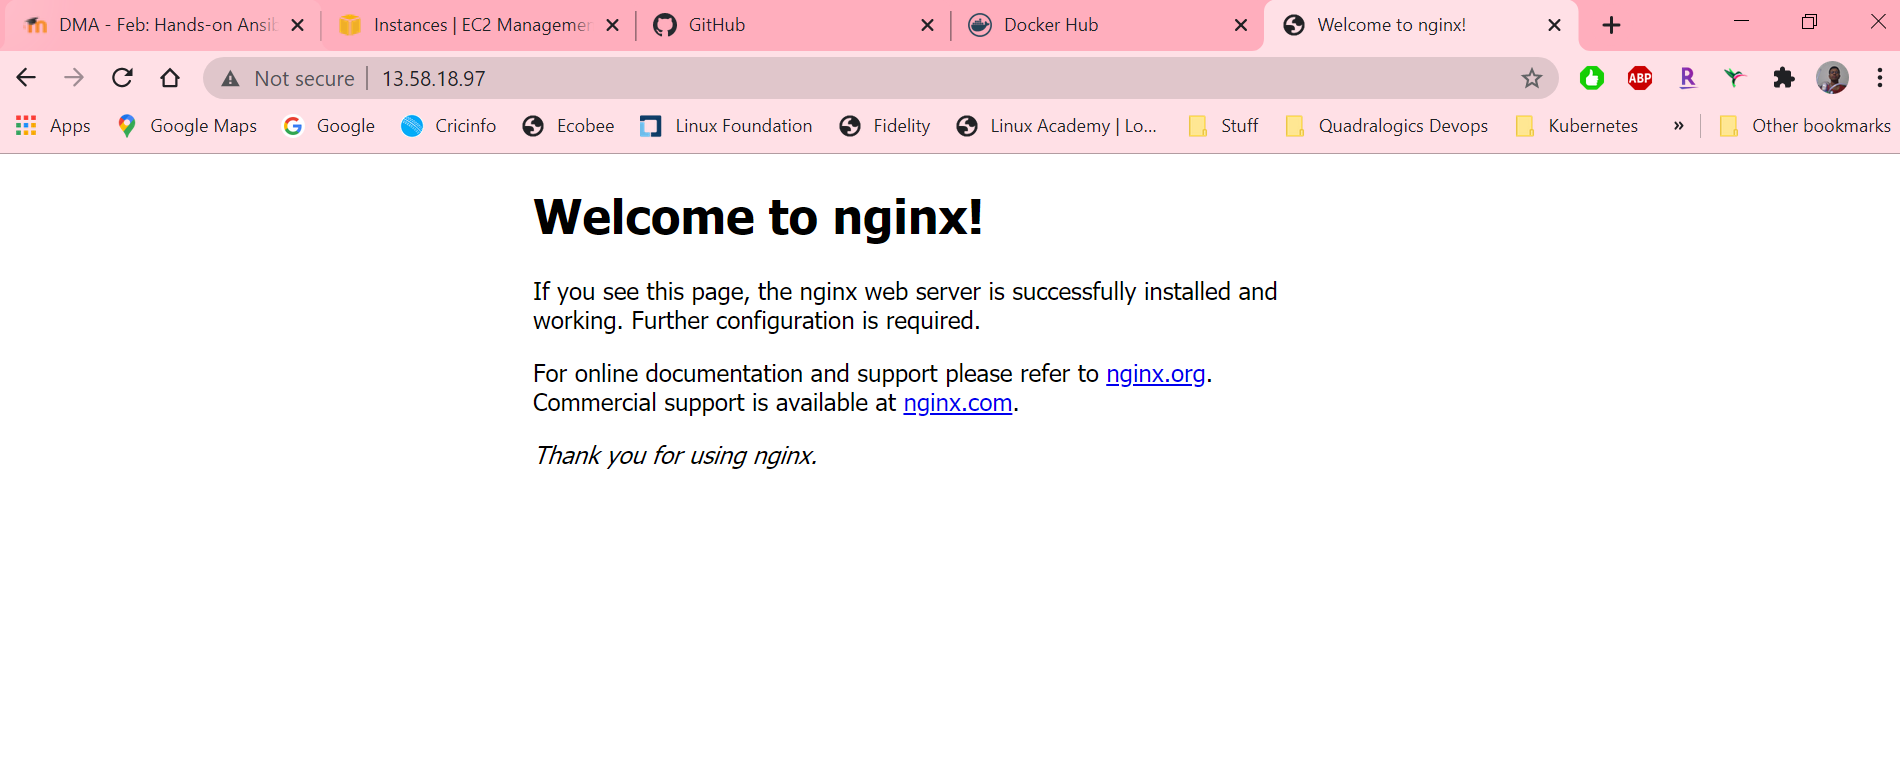 DMA - Feb: Hands-on Ansib
Instances | EC2 Managemen
GitHub
Docker Hub
Welcome to nginx!
Not secure
13.58.18.97
ABP
R
Apps
Google Maps
Google
Cricinfo
Ecobee
Linux Foundation
Fidelity
Linux Academy | Lo...
Stuff
Quadralogics Devops
Kubernetes
»
Other bookmarks
Welcome to nginx!
If you see this page, the nginx web server is successfully installed and
working. Further configuration is required.
For online documentation and support please refer to nginx.org.
Commercial support is available at nginx.com.
Thank you for using nginx.